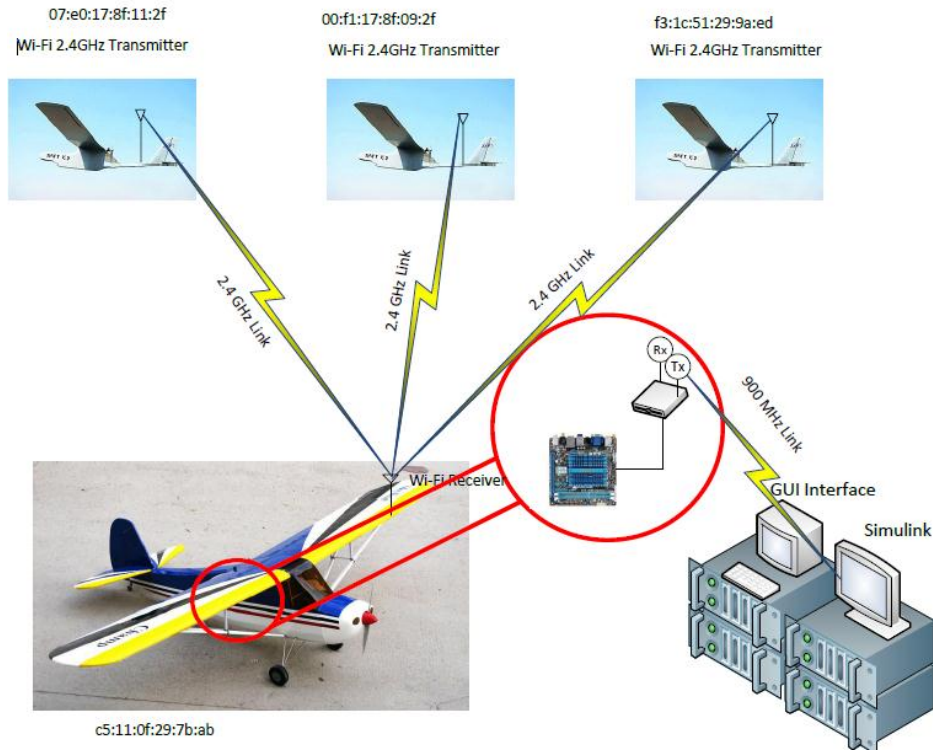 07:e0:17:8f:11:2f
Wi-Fi 2.4GHz Transmitter
00:f1:17:8f:09:2f
Wi-Fi 2.4GHz Transmitter
f3:1c:51:29:9a:ed
Wi-Fi 2.4GHz Transmitter
2.4 GHz Link
2.4 GHz Link
2.4 GHz Link
Rx
Tx
900 MHz Link
Wi-Fi Receiver
GUI Interface
Simulink
Champ
c5:11:0f:29:7b:ab